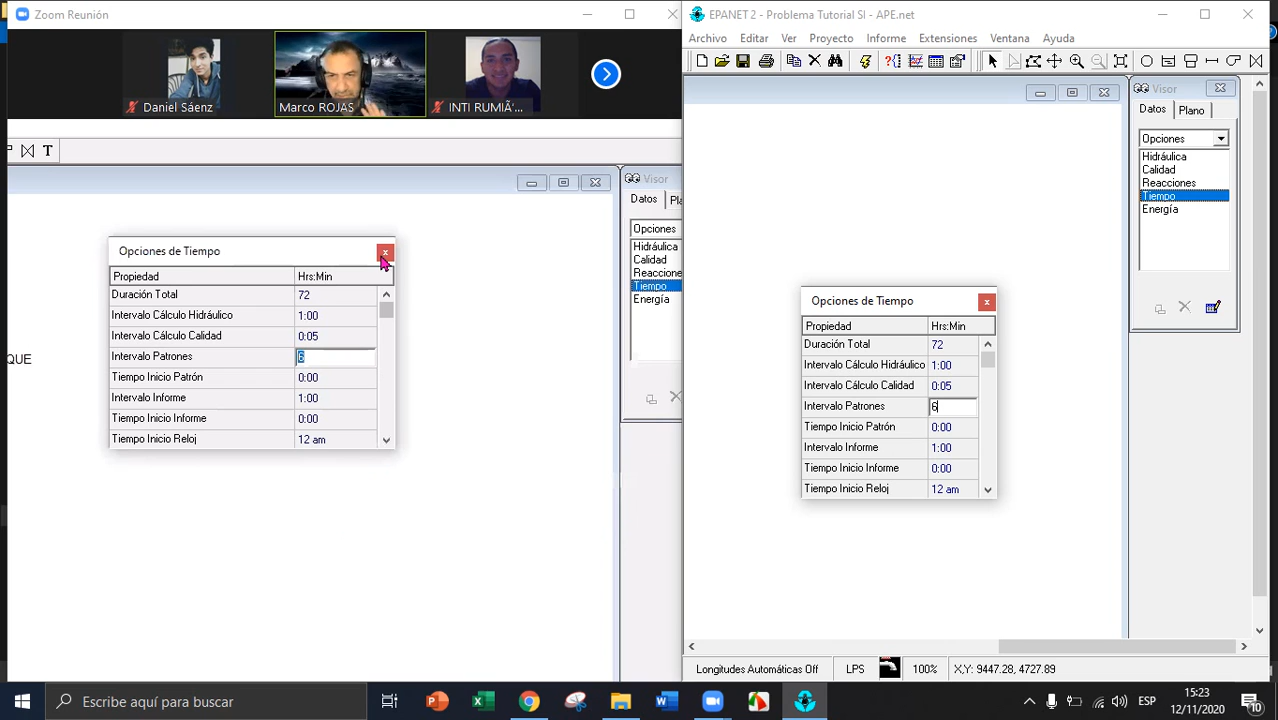 Zoom Reunión
Daniel Sáenz
Marco ROJAS
INTI RUMIÃ'...
T
Visor
Datos
Opciones
Hidráulica
Calidad
Reaccione
Tiempo
Energía
QUE
Opciones de Tiempo
Propiedad Hrs:Min
Duración Total 72
Intervalo Cálculo Hidráulico 1:00
Intervalo Cálculo Calidad 0:05
Intervalo Patrones 6
Tiempo Inicio Patrón 0:00
Intervalo Informe 1:00
Tiempo Inicio Informe 0:00
Tiempo Inicio Reloj 12 am
EPANET 2 - Problema Tutorial SI - APE.net
Archivo Editar Ver Proyecto Informe Extensiones Ventana Ayuda
Visor
Datos Plano
Opciones
Hidráulica
Calidad
Reacciones
Tiempo
Energía
Opciones de Tiempo
Propiedad Hrs:Min
Duración Total 72
Intervalo Cálculo Hidráulico 1:00
Intervalo Cálculo Calidad 0:05
Intervalo Patrones 6
Tiempo Inicio Patrón 0:00
Intervalo Informe 1:00
Tiempo Inicio Informe 0:00
Tiempo Inicio Reloj 12 am
Longitudes Automáticas Off LPS 100% X,Y: 9447.28, 4727.89
Escribe aquí para buscar
ESP
15:23
12/11/2020
10